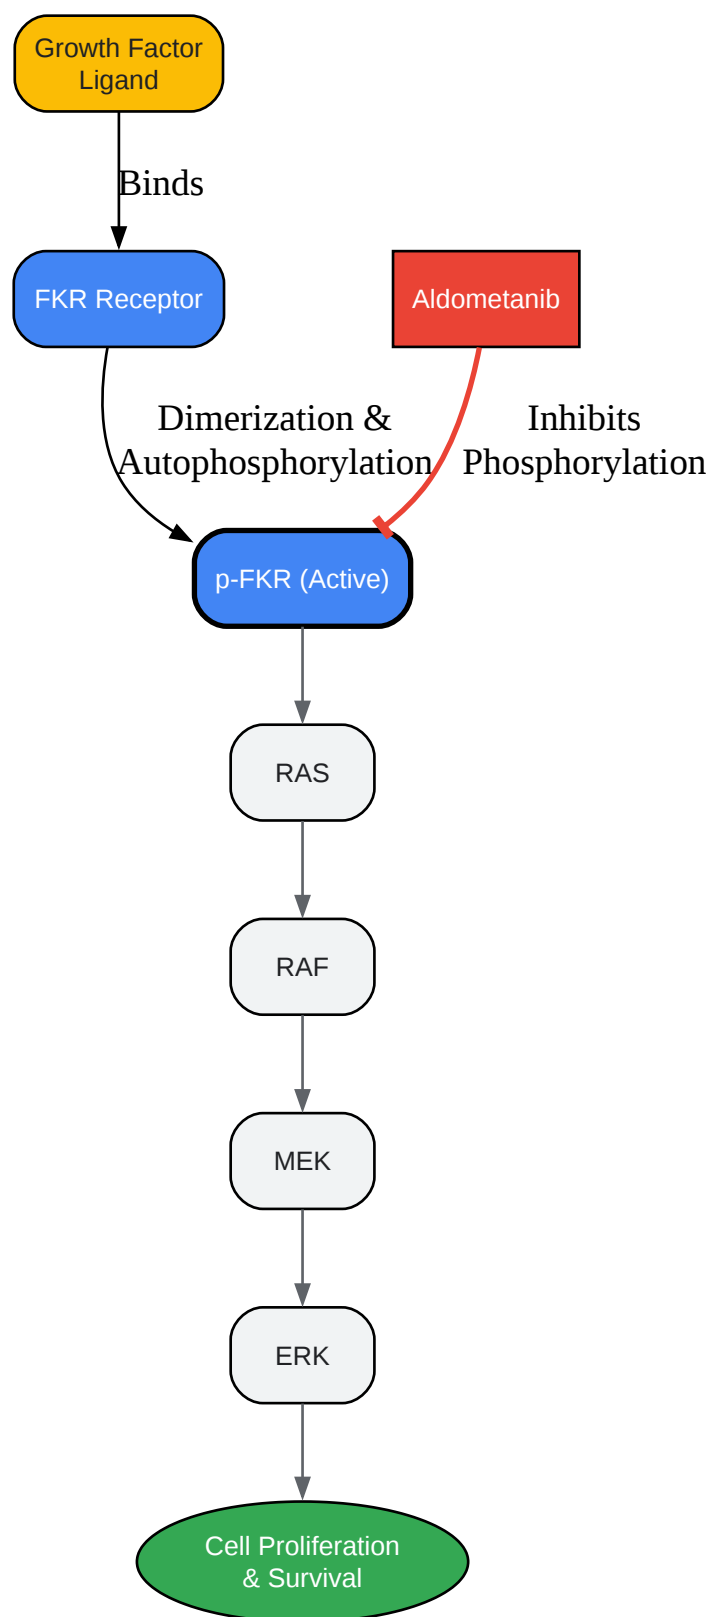 Growth Factor
Ligand
Binds
FKR Receptor
Aldometanib
Dimerization &
Autophosphorylation
Inhibits
Phosphorylation
p-FKR (Active)
RAS
RAF
MEK
ERK
Cell Proliferation
& Survival